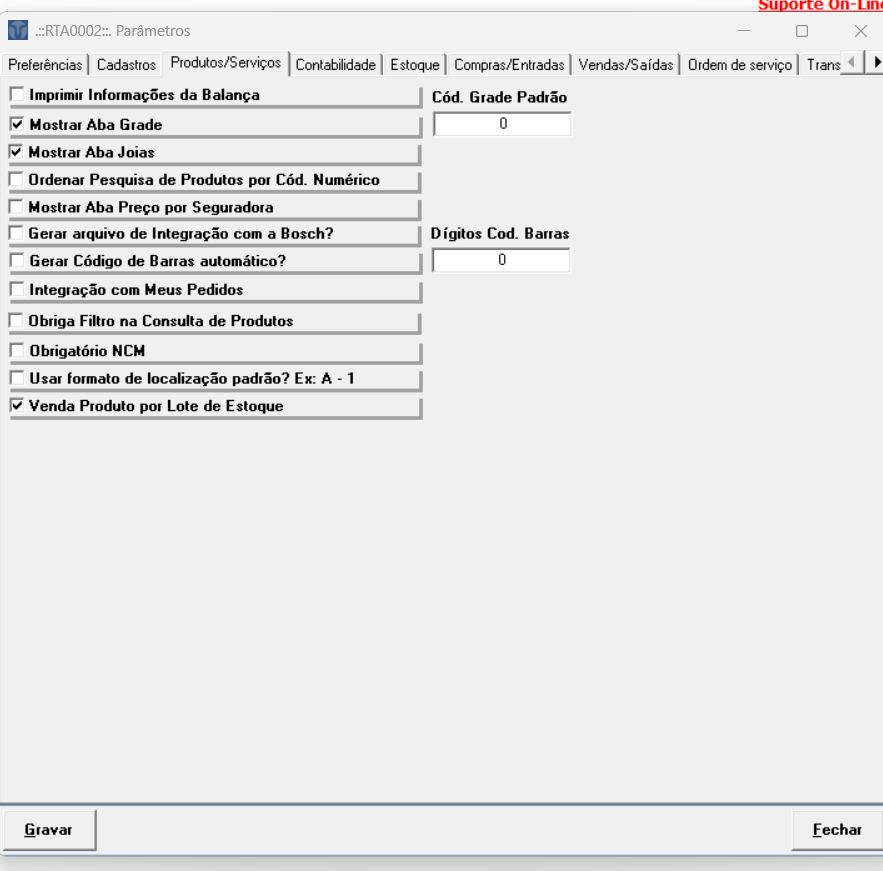 Suporte On-Line
.::RTA0002::. Parâmetros
Preferências Cadastros Produtos/Serviços Contabilidade Estoque Compras/Entradas Vendas/Saídas Ordem de serviço Trans
Imprimir Informações da Balança
Cód. Grade Padrão
Mostrar Aba Grade
0
Mostrar Aba Joias
Ordenar Pesquisa de Produtos por Cód. Numérico
Mostrar Aba Preço por Seguradora
Gerar arquivo de Integração com a Bosch?
Dígitos Cod. Barras
Gerar Código de Barras automático?
0
Integração com Meus Pedidos
Obriga Filtro na Consulta de Produtos
Obrigatório NCM
Usar formato de localização padrão? Ex: A - 1
Venda Produto por Lote de Estoque
Gravar
Fechar